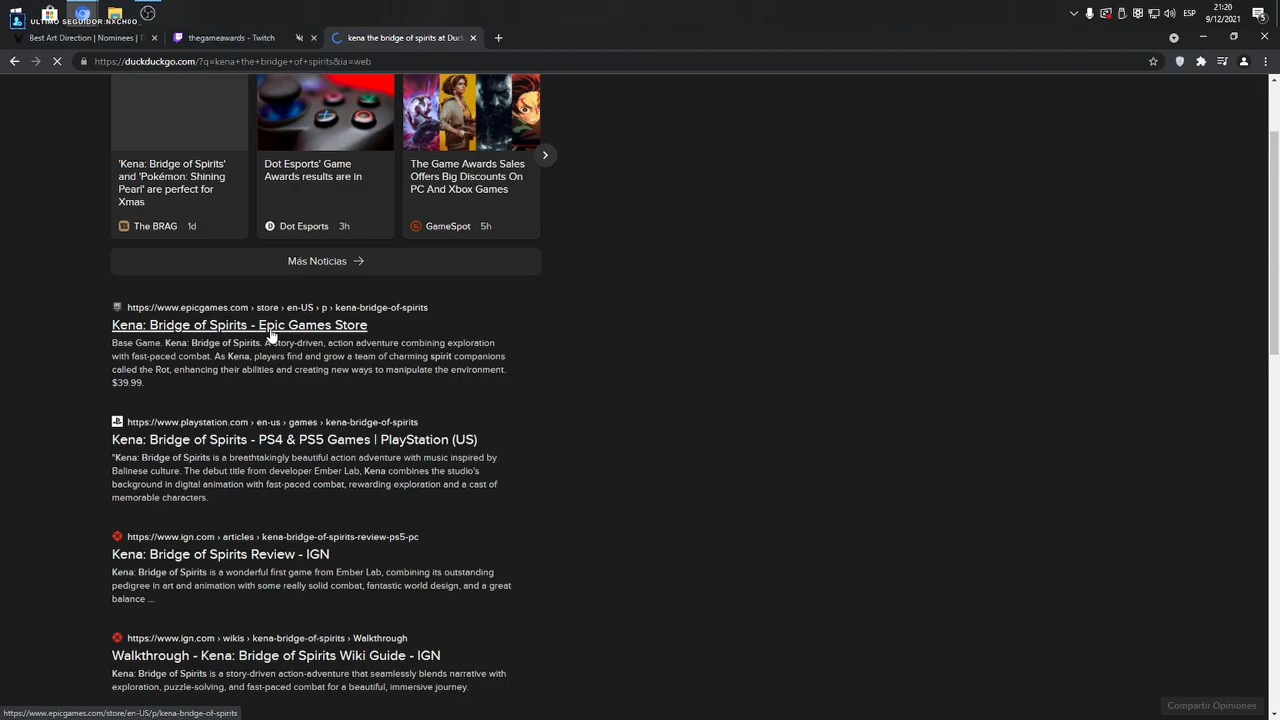 ULTIMO SEGUIDOR:NXCH00
ESP
21:20
9/12/2021
5
Best Art Direction | Nominees | T
thegameawards - Twitch
kena the bridge of spirits at Duc
https://duckduckgo.com/?q=kena+the+bridge+of+spirits&ia=web
'Kena: Bridge of Spirits'
and 'Pokémon: Shining
Pearl' are perfect for
Xmas
The BRAG 1d
Dot Esports' Game
Awards results are in
Dot Esports 3h
The Game Awards Sales
Offers Big Discounts On
PC And Xbox Games
GameSpot 5h
Más Noticias →
https://www.epicgames.com › store › en-US › p › kena-bridge-of-spirits
Kena: Bridge of Spirits - Epic Games Store
Base Game. Kena: Bridge of Spirits. A story-driven, action adventure combining exploration
with fast-paced combat. As Kena, players find and grow a team of charming spirit companions
called the Rot, enhancing their abilities and creating new ways to manipulate the environment.
$39.99.
https://www.playstation.com › en-us › games › kena-bridge-of-spirits
Kena: Bridge of Spirits - PS4 & PS5 Games | PlayStation (US)
"Kena: Bridge of Spirits is a breathtakingly beautiful action adventure with music inspired by
Balinese culture. The debut title from developer Ember Lab, Kena combines the studio's
background in digital animation with fast-paced combat, rewarding exploration and a cast of
memorable characters.
https://www.ign.com › articles › kena-bridge-of-spirits-review-ps5-pc
Kena: Bridge of Spirits Review - IGN
Kena: Bridge of Spirits is a wonderful first game from Ember Lab, combining its outstanding
pedigree in art and animation with some really solid combat, fantastic world design, and a great
balance ...
https://www.ign.com › wikis › kena-bridge-of-spirits › Walkthrough
Walkthrough - Kena: Bridge of Spirits Wiki Guide - IGN
Kena: Bridge of Spirits is a story-driven action-adventure that seamlessly blends narrative with
exploration, puzzle-solving, and fast-paced combat for a beautiful, immersive journey.
Compartir Opiniones
https://www.epicgames.com/store/en-US/p/kena-bridge-of-spirits